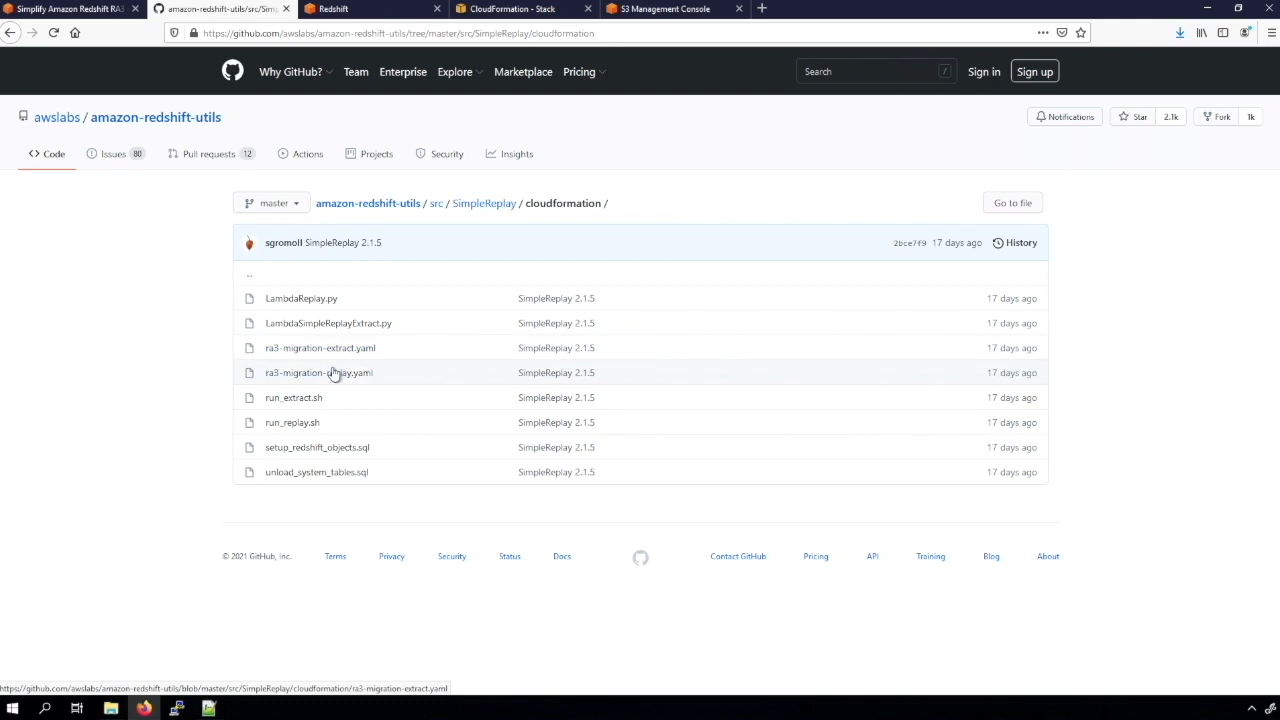 Simplify Amazon Redshift RA3
amazon-redshift-utils/src/Sim
Redshift
CloudFormation - Stack
S3 Management Console
https://github.com/awslabs/amazon-redshift-utils/tree/master/src/SimpleReplay/cloudformation
Why GitHub?
Team
Enterprise
Explore
Marketplace
Pricing
Search
/
Sign in
Sign up
awslabs / amazon-redshift-utils
Notifications
Star 2.1k
Fork 1k
Code
Issues 80
Pull requests 12
Actions
Projects
Security
Insights
master
amazon-redshift-utils / src / SimpleReplay / cloudformation /
Go to file
sgromoll SimpleReplay 2.1.5
2bce7f9 17 days ago
History
..
LambdaReplay.py SimpleReplay 2.1.5 17 days ago
LambdaSimpleReplayExtract.py SimpleReplay 2.1.5 17 days ago
ra3-migration-extract.yaml SimpleReplay 2.1.5 17 days ago
ra3-migration-replay.yaml SimpleReplay 2.1.5 17 days ago
run_extract.sh SimpleReplay 2.1.5 17 days ago
run_replay.sh SimpleReplay 2.1.5 17 days ago
setup_redshift_objects.sql SimpleReplay 2.1.5 17 days ago
unload_system_tables.sql SimpleReplay 2.1.5 17 days ago
© 2021 GitHub, Inc.
Terms
Privacy
Security
Status
Docs
Contact GitHub
Pricing
API
Training
Blog
About
https://github.com/awslabs/amazon-redshift-utils/blob/master/src/SimpleReplay/cloudformation/ra3-migration-extract.yaml